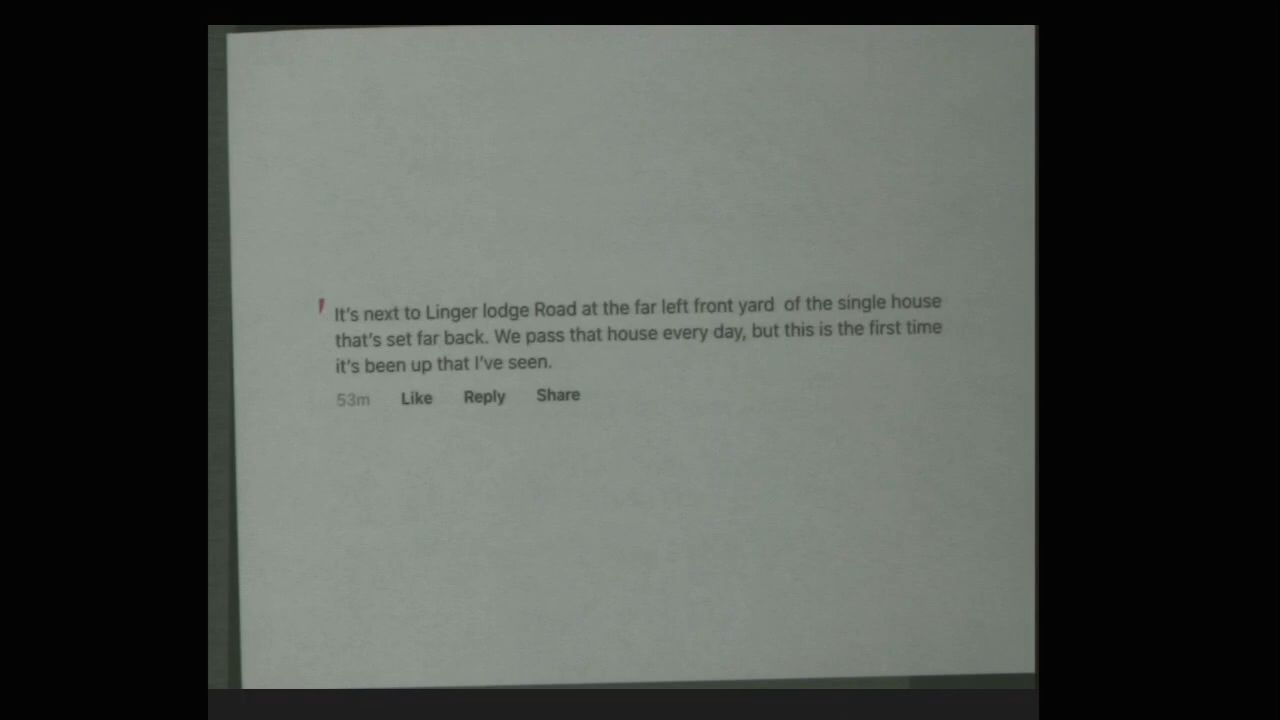 It's next to Linger lodge Road at the far left front yard  of the single house
that's set far back. We pass that house every day, but this is the first time
it's been up that I've seen.
53m Like Reply Share